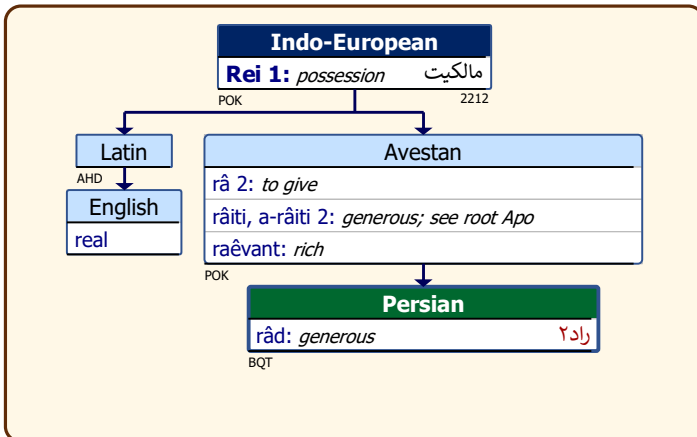 Indo-European
Rei 1: possession مالکیت
POK 2212
Latin
AHD
English
real
Avestan
râ 2: to give
râiti, a-râiti 2: generous; see root Apo
raêvant: rich
POK
Persian
râd: generous راد۲
BQT